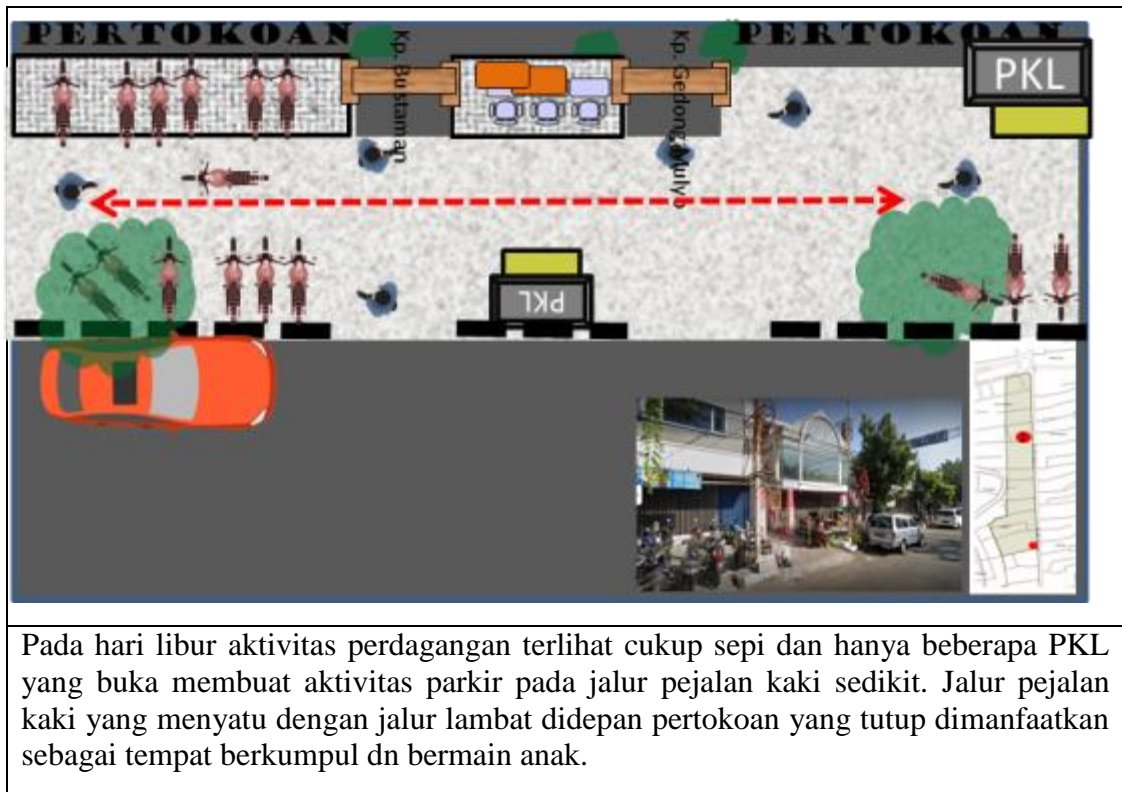 PERTOKOAN
PERTOKOAN
Kp. Bustaman
Kp. Gedong Mulyo
PKL
PKL
Pada hari libur aktivitas perdagangan terlihat cukup sepi dan hanya beberapa PKL
yang buka membuat aktivitas parkir pada jalur pejalan kaki sedikit. Jalur pejalan
kaki yang menyatu dengan jalur lambat didepan pertokoan yang tutup dimanfaatkan
sebagai tempat berkumpul dn bermain anak.